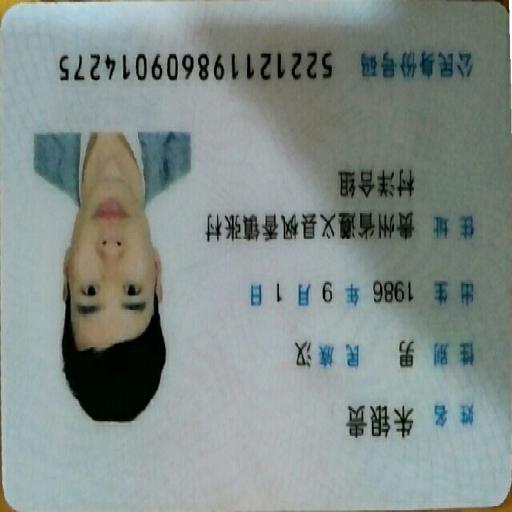 姓名 朱银贵
性别 男 民族 汉
出生 1986 年 9 月 1 日
住址 贵州省遵义县枫香镇张村
村洋合组
公民身份号码 522121198609014275